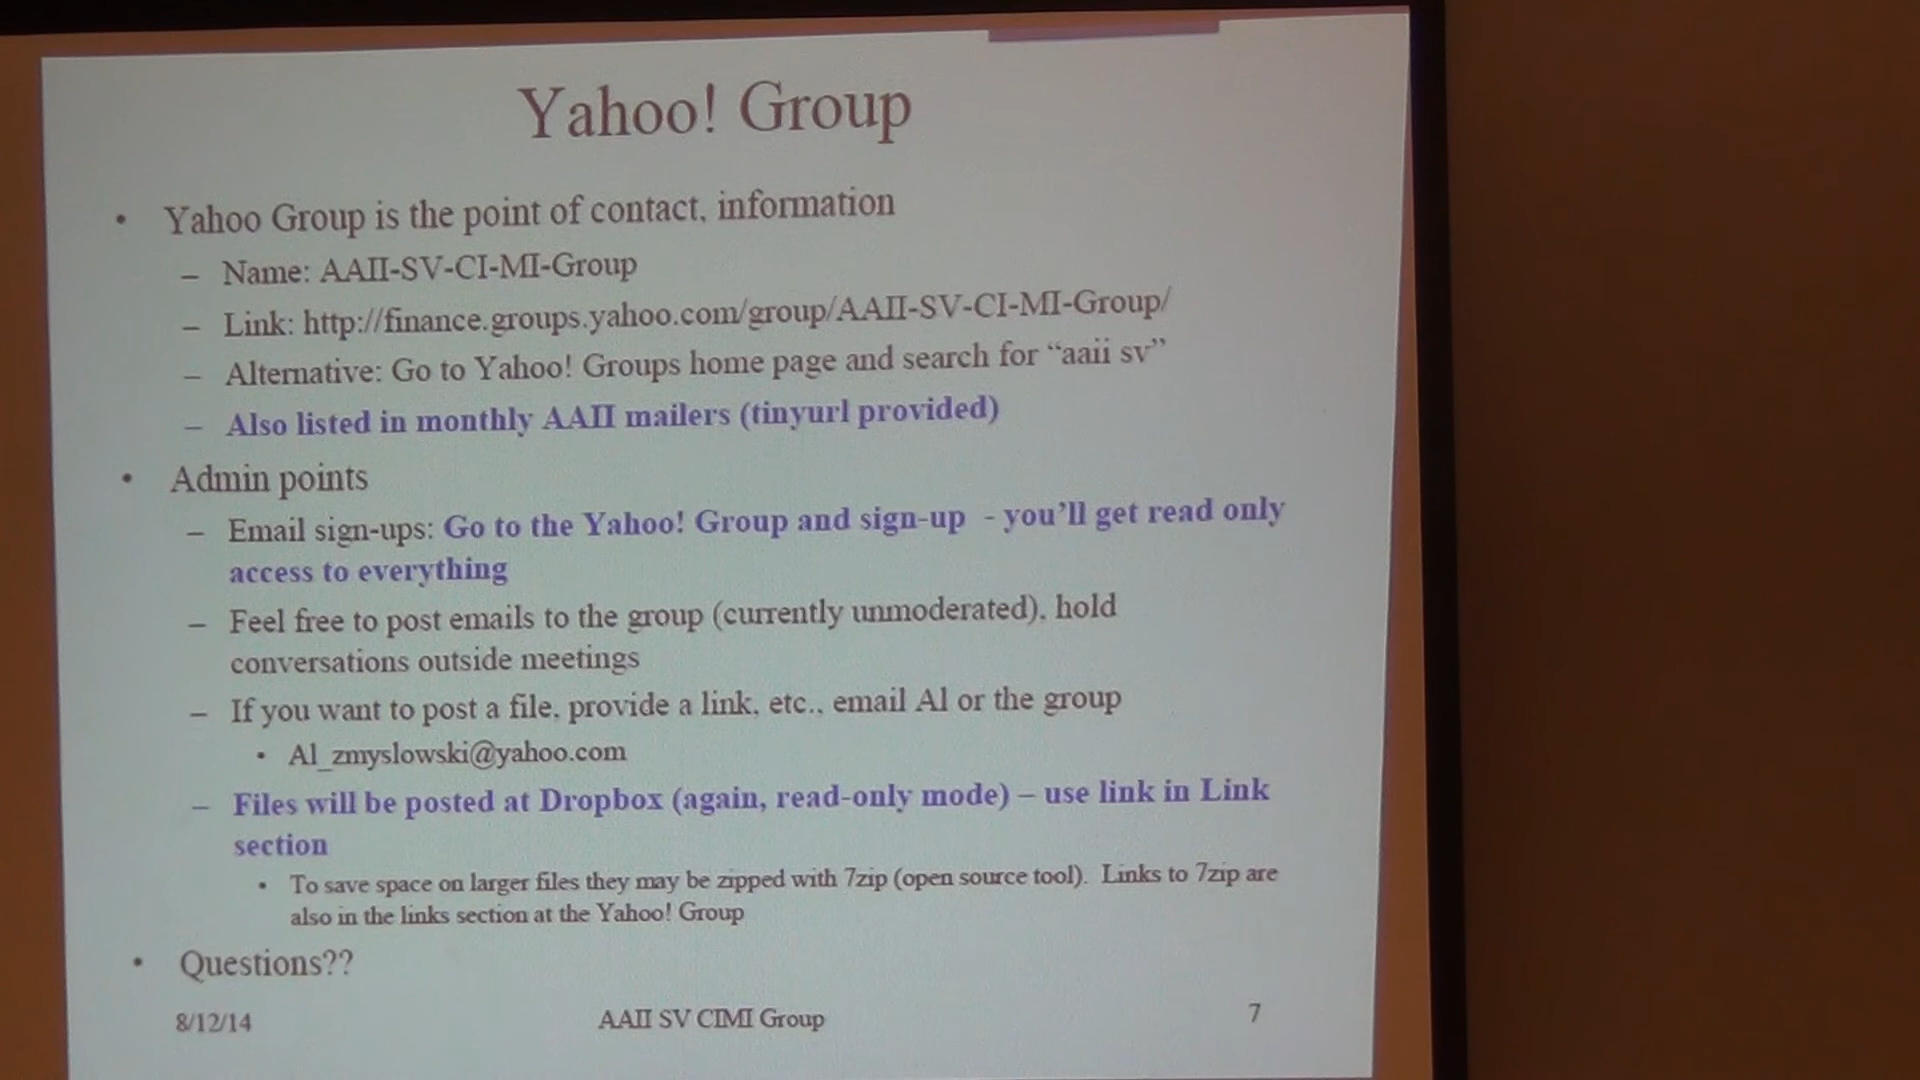 Yahoo! Group
• Yahoo Group is the point of contact, information
– Name: AAII-SV-CI-MI-Group
– Link: http://finance.groups.yahoo.com/group/AAII-SV-CI-MI-Group/
– Alternative: Go to Yahoo! Groups home page and search for “aaii sv”
– Also listed in monthly AAII mailers (tinyurl provided)
• Admin points
– Email sign-ups: Go to the Yahoo! Group and sign-up - you’ll get read only
access to everything
– Feel free to post emails to the group (currently unmoderated), hold
conversations outside meetings
– If you want to post a file, provide a link, etc., email Al or the group
• Al_zmyslowski@yahoo.com
– Files will be posted at Dropbox (again, read-only mode) – use link in Link
section
• To save space on larger files they may be zipped with 7zip (open source tool). Links to 7zip are
also in the links section at the Yahoo! Group
• Questions??
8/12/14 AAII SV CIMI Group 7